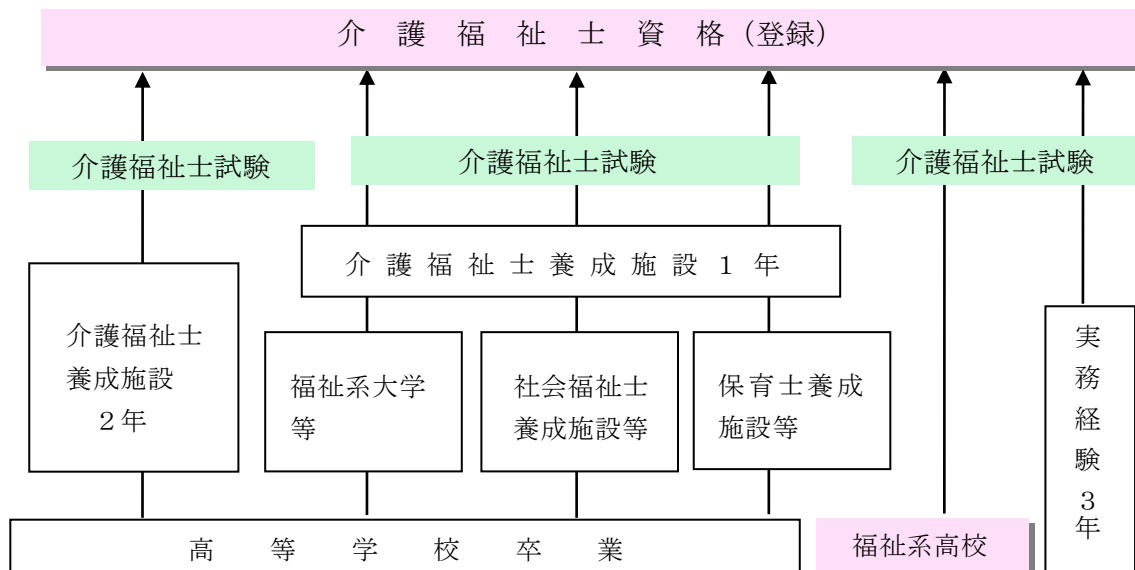 介護福祉士資格(登録)
介護福祉士試験
介護福祉士試験
介護福祉士試験
介護福祉士養成施設1年
介護福祉士
養成施設
2年
福祉系大学
等
社会福祉士
養成施設等
保育士養成
施設等
実務経験3年
高等学校卒業
福祉系高校